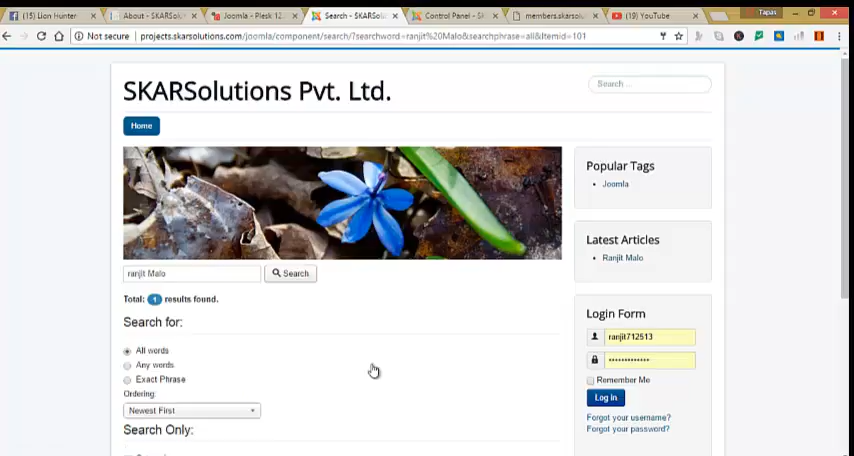 (15) Lion Hunter
About - SKARSolut
Joomla - Plesk 12.
Search - SKARSol
Control Panel - SK
members.skarsolu
(19) YouTube
Tapas
Not secure
projects.skarsolutions.com/joomla/component/search/?searchword=ranjit%20Malo&searchphrase=all&Itemid=101
SKARSolutions Pvt. Ltd.
Search ...
Home
Popular Tags
Joomla
Latest Articles
Ranjit Malo
ranjit Malo
Search
Total: 1 results found.
Search for:
All words
Any words
Exact Phrase
Ordering:
Newest First
Search Only:
Login Form
ranjit712513
Remember Me
Log in
Forgot your username?
Forgot your password?